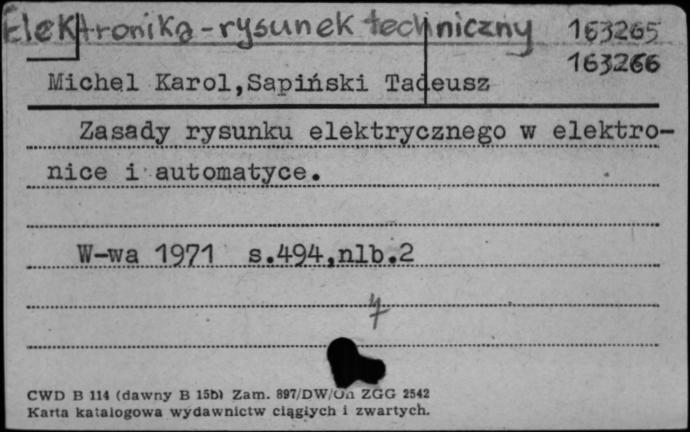 Elektronika - rysunek techniczny 163265
163266
Michel Karol,Sapiński Tadeusz
Zasady rysunku elektrycznego w elektro-
nice i automatyce.
W-wa 1971 s.494,nlb.2
4
CWD B 114 (dawny B 15b) Zam. 897/DW/Un ZGG 2542
Karta katalogowa wydawnictw ciągłych i zwartych.